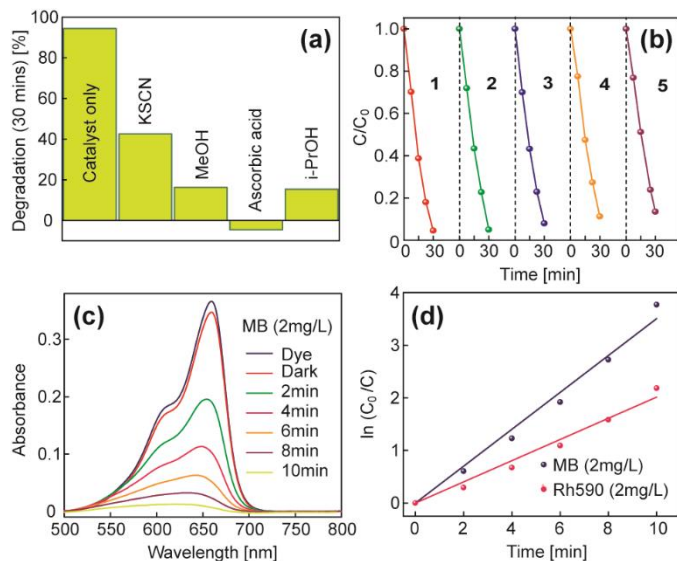 (a)
Degradation (30 mins) [%]
100
80
60
40
20
0
Catalyst only
KSCN
MeOH
Ascorbic acid
i-PrOH
(b)
C/C0
1.0
0.8
0.6
0.4
0.2
0.0
1
2
3
4
5
0 30 0 30 0 30 0 30 0 30
Time [min]
(c)
MB (2mg/L)
Dye
Dark
2min
4min
6min
8min
10min
Absorbance
0.3
0.2
0.1
0
500 550 600 650 700 750 800
Wavelength [nm]
(d)
ln (C0/C)
4
3
2
1
0
MB (2mg/L)
Rh590 (2mg/L)
0 2 4 6 8 10
Time [min]